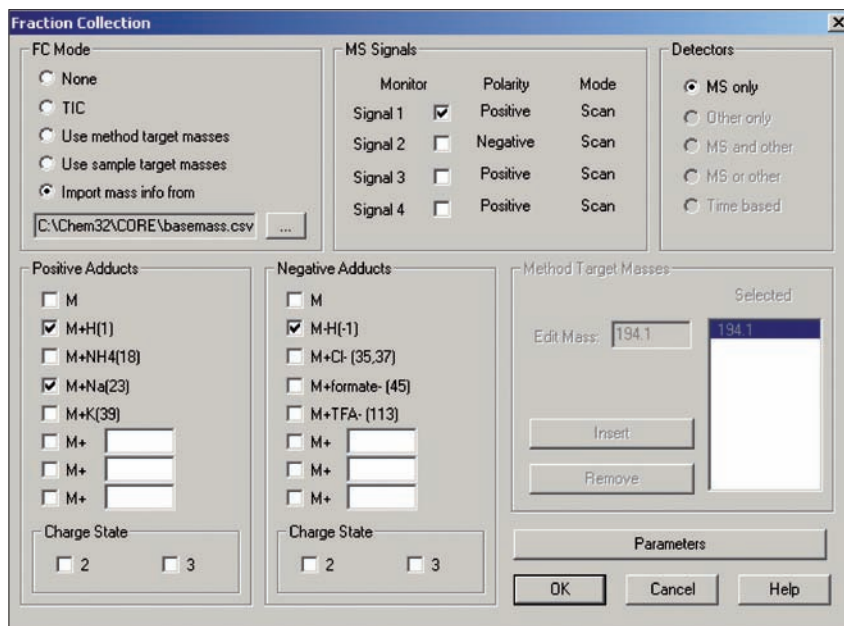 Fraction Collection
FC Mode
None
TIC
Use method target masses
Use sample target masses
Import mass info from
C:\Chem32\CORE\basemass.csv ...
MS Signals
Monitor Polarity Mode
Signal 1 Positive Scan
Signal 2 Negative Scan
Signal 3 Positive Scan
Signal 4 Positive Scan
Detectors
MS only
Other only
MS and other
MS or other
Time based
Positive Adducts
M
M+H(1)
M+NH4(18)
M+Na(23)
M+K(39)
M+
M+
M+
Charge State
2 3
Negative Adducts
M
M-H(-1)
M+Cl- (35,37)
M+formate- (45)
M+TFA- (113)
M+
M+
M+
Charge State
2 3
Method Target Masses
Selected
Edit Mass: 194.1 194.1
Insert
Remove
Parameters
OK Cancel Help